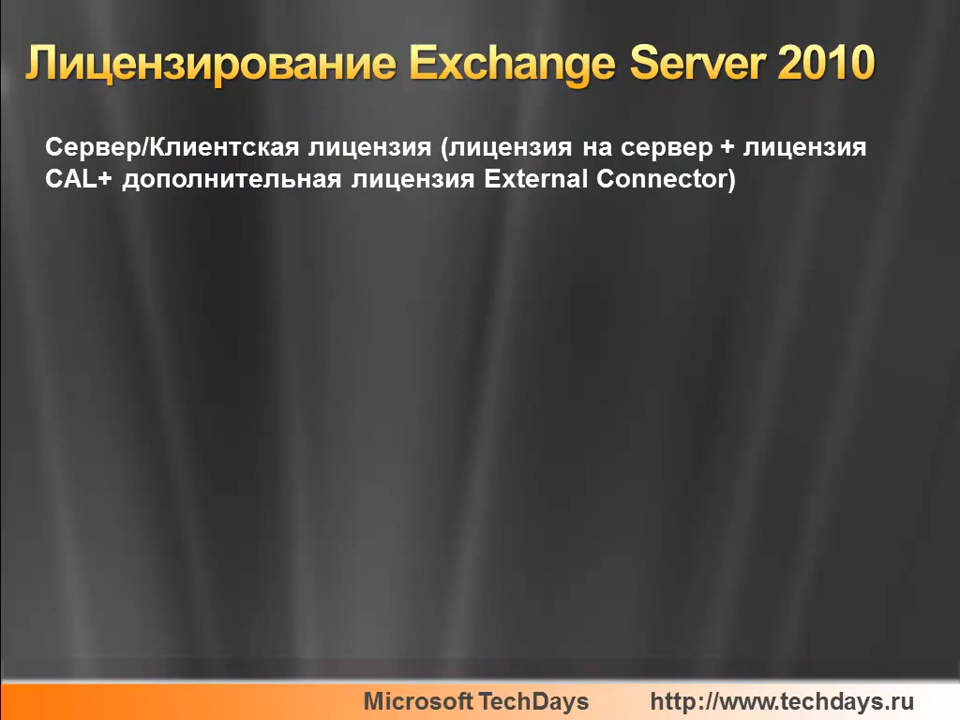 Лицензирование Exchange Server 2010
Сервер/Клиентская лицензия (лицензия на сервер + лицензия
CAL+ дополнительная лицензия External Connector)
Microsoft TechDays http://www.techdays.ru